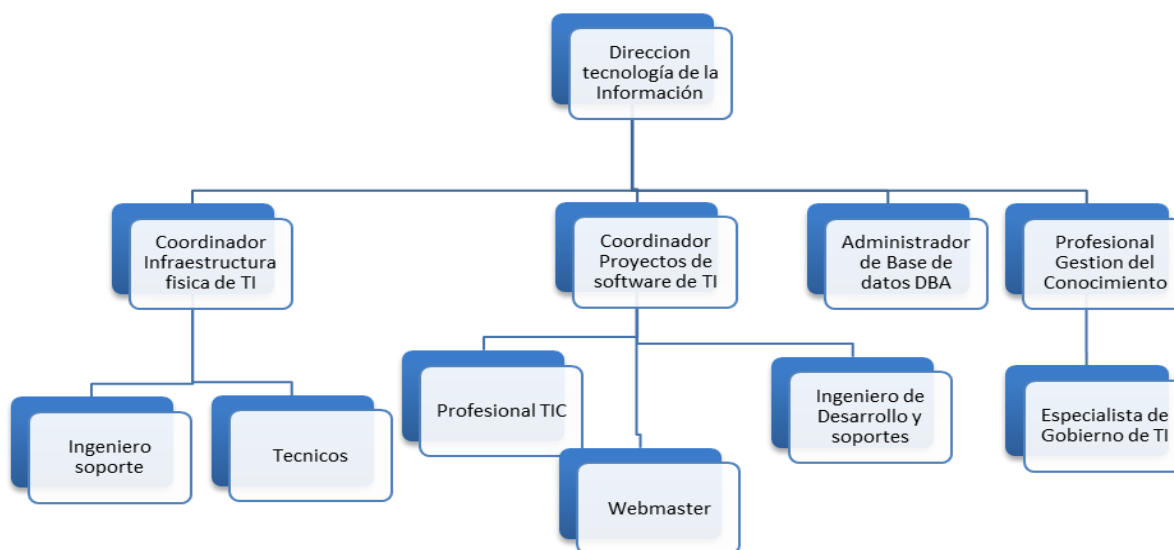 Direccion
tecnología de la
Información
Coordinador
Infraestructura
fisica de TI
Coordinador
Proyectos de
software de TI
Administrador
de Base de
datos DBA
Profesional
Gestion del
Conocimiento
Ingeniero
soporte
Tecnicos
Profesional TIC
Webmaster
Ingeniero de
Desarrollo y
soportes
Especialista de
Gobierno de TI